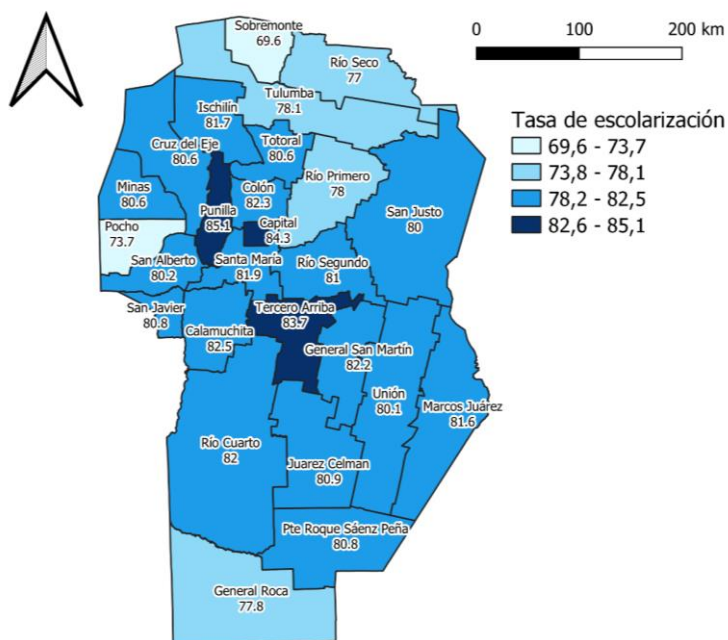 0 100 200 km
Tasa de escolarización
69,6 - 73,7
73,8 - 78,1
78,2 - 82,5
82,6 - 85,1
Sobremonte
69.6
Río Seco
77
Tulumba
78.1
Ischilín
81.7
Cruz del Eje
80.6
Totoral
80.6
Río Primero
78
Minas
80.6
Colón
82.3
Punilla
85.1
Capital
84.3
San Justo
80
Pocho
73.7
San Alberto
80.2
Santa María
81.9
Río Segundo
81
San Javier
80.8
Calamuchita
82.5
Tercero Arriba
83.7
General San Martín
82.2
Unión
80.1
Marcos Juárez
81.6
Río Cuarto
82
Juarez Celman
80.9
Pte Roque Sáenz Peña
80.8
General Roca
77.8